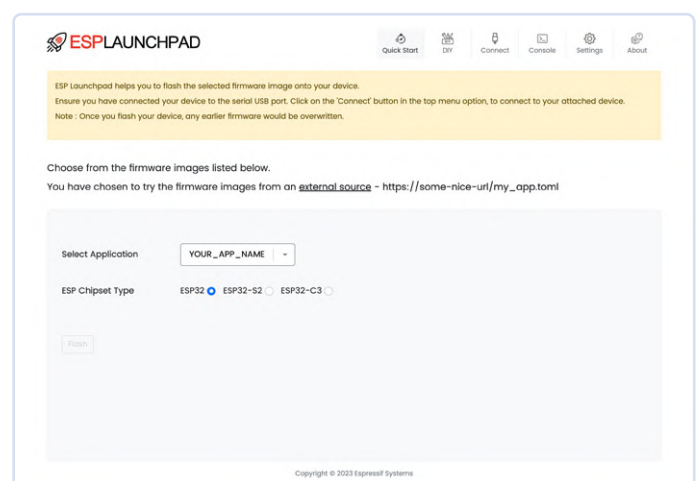 ESPLAUNCHPAD
Quick Start
DIY
Connect
Console
Settings
About
ESP Launchpad helps you to flash the selected firmware image onto your device.
Ensure you have connected your device to the serial USB port. Click on the 'Connect' button in the top menu option, to connect to your attached device.
Note : Once you flash your device, any earlier firmware would be overwritten.
Choose from the firmware images listed below.
You have chosen to try the firmware images from an external source - https://some-nice-url/my_app.toml
Select Application
YOUR_APP_NAME
ESP Chipset Type
ESP32 ESP32-S2 ESP32-C3
Flash
Copyright © 2023 Espressif Systems